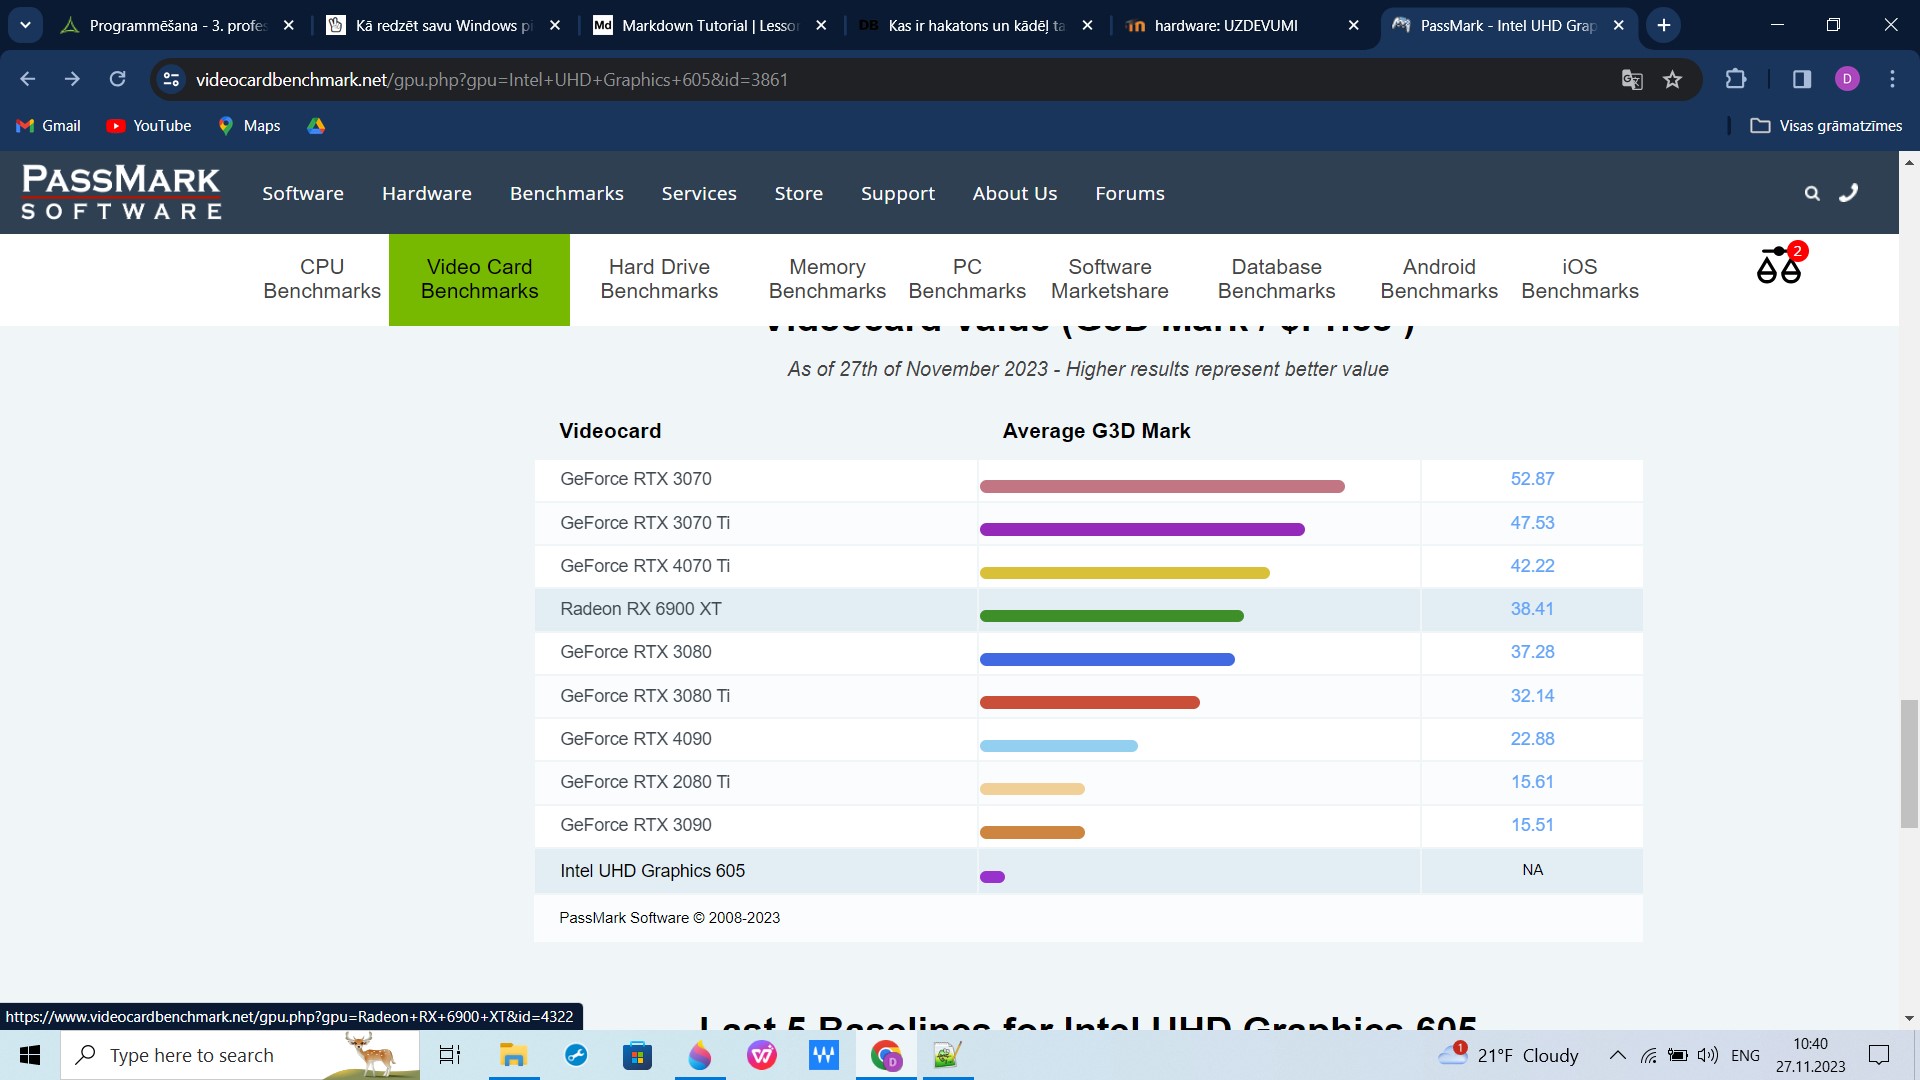 Programmēšana - 3. profes
Kā redzēt savu Windows pi
Md Markdown Tutorial | Lesso
DB Kas ir hakatons un kādēļ ta
hardware: UZDEVUMI
PassMark - Intel UHD Grap
videocardbenchmark.net/gpu.php?gpu=Intel+UHD+Graphics+605&id=3861
D
Gmail
YouTube
Maps
Visas grāmatzīmes
PASSMARK
SOFTWARE
Software
Hardware
Benchmarks
Services
Store
Support
About Us
Forums
CPU
Benchmarks
Video Card
Benchmarks
Hard Drive
Benchmarks
Memory
Benchmarks
PC
Benchmarks
Software
Marketshare
Database
Benchmarks
Android
Benchmarks
iOS
Benchmarks
2
Videocard Value (G3D Mark / $Price )
As of 27th of November 2023 - Higher results represent better value
Videocard Average G3D Mark
GeForce RTX 3070 52.87
GeForce RTX 3070 Ti 47.53
GeForce RTX 4070 Ti 42.22
Radeon RX 6900 XT 38.41
GeForce RTX 3080 37.28
GeForce RTX 3080 Ti 32.14
GeForce RTX 4090 22.88
GeForce RTX 2080 Ti 15.61
GeForce RTX 3090 15.51
Intel UHD Graphics 605 NA
PassMark Software © 2008-2023
Last 5 Baselines for Intel UHD Graphics 605
https://www.videocardbenchmark.net/gpu.php?gpu=Radeon+RX+6900+XT&id=4322
Type here to search
D
1
21°F Cloudy
ENG
10:40
27.11.2023